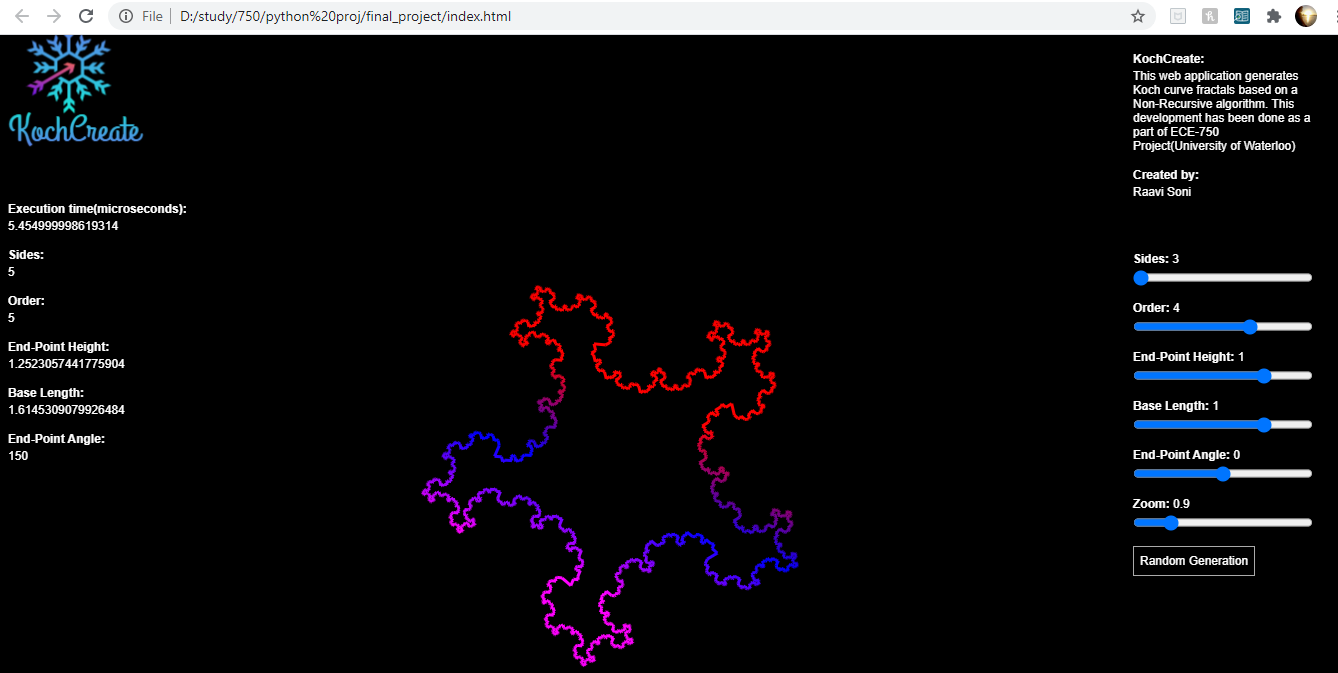 File
D:/study/750/python%20proj/final_project/index.html
KochCreate
Execution time(microseconds):
5.454999998619314
Sides:
5
Order:
5
End-Point Height:
1.2523057441775904
Base Length:
1.6145309079926484
End-Point Angle:
150
KochCreate:
This web application generates
Koch curve fractals based on a
Non-Recursive algorithm. This
development has been done as a
part of ECE-750
Project(University of Waterloo)
Created by:
Raavi Soni
Sides: 3
Order: 4
End-Point Height: 1
Base Length: 1
End-Point Angle: 0
Zoom: 0.9
Random Generation